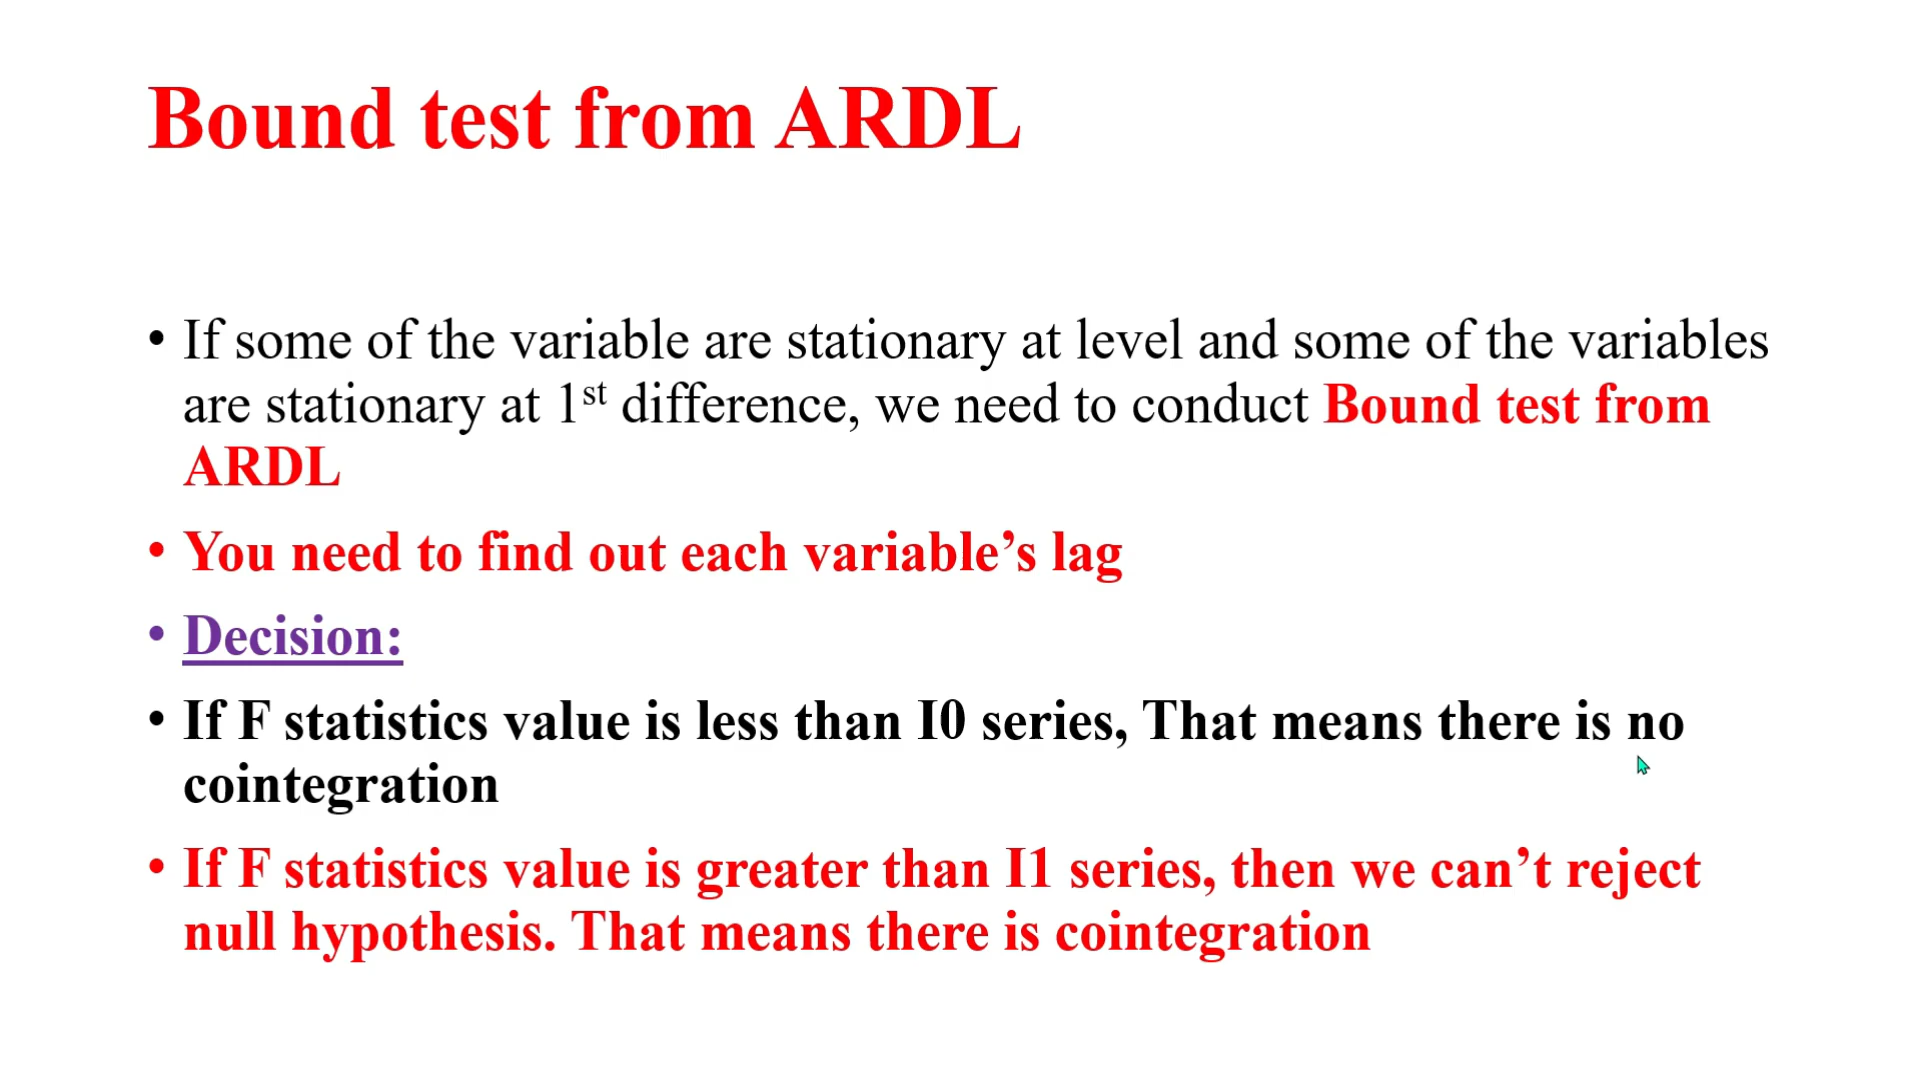 Bound test from ARDL
• If some of the variable are stationary at level and some of the variables
are stationary at 1st difference, we need to conduct Bound test from
ARDL
• You need to find out each variable’s lag
• Decision:
• If F statistics value is less than I0 series, That means there is no
cointegration
• If F statistics value is greater than I1 series, then we can’t reject
null hypothesis. That means there is cointegration